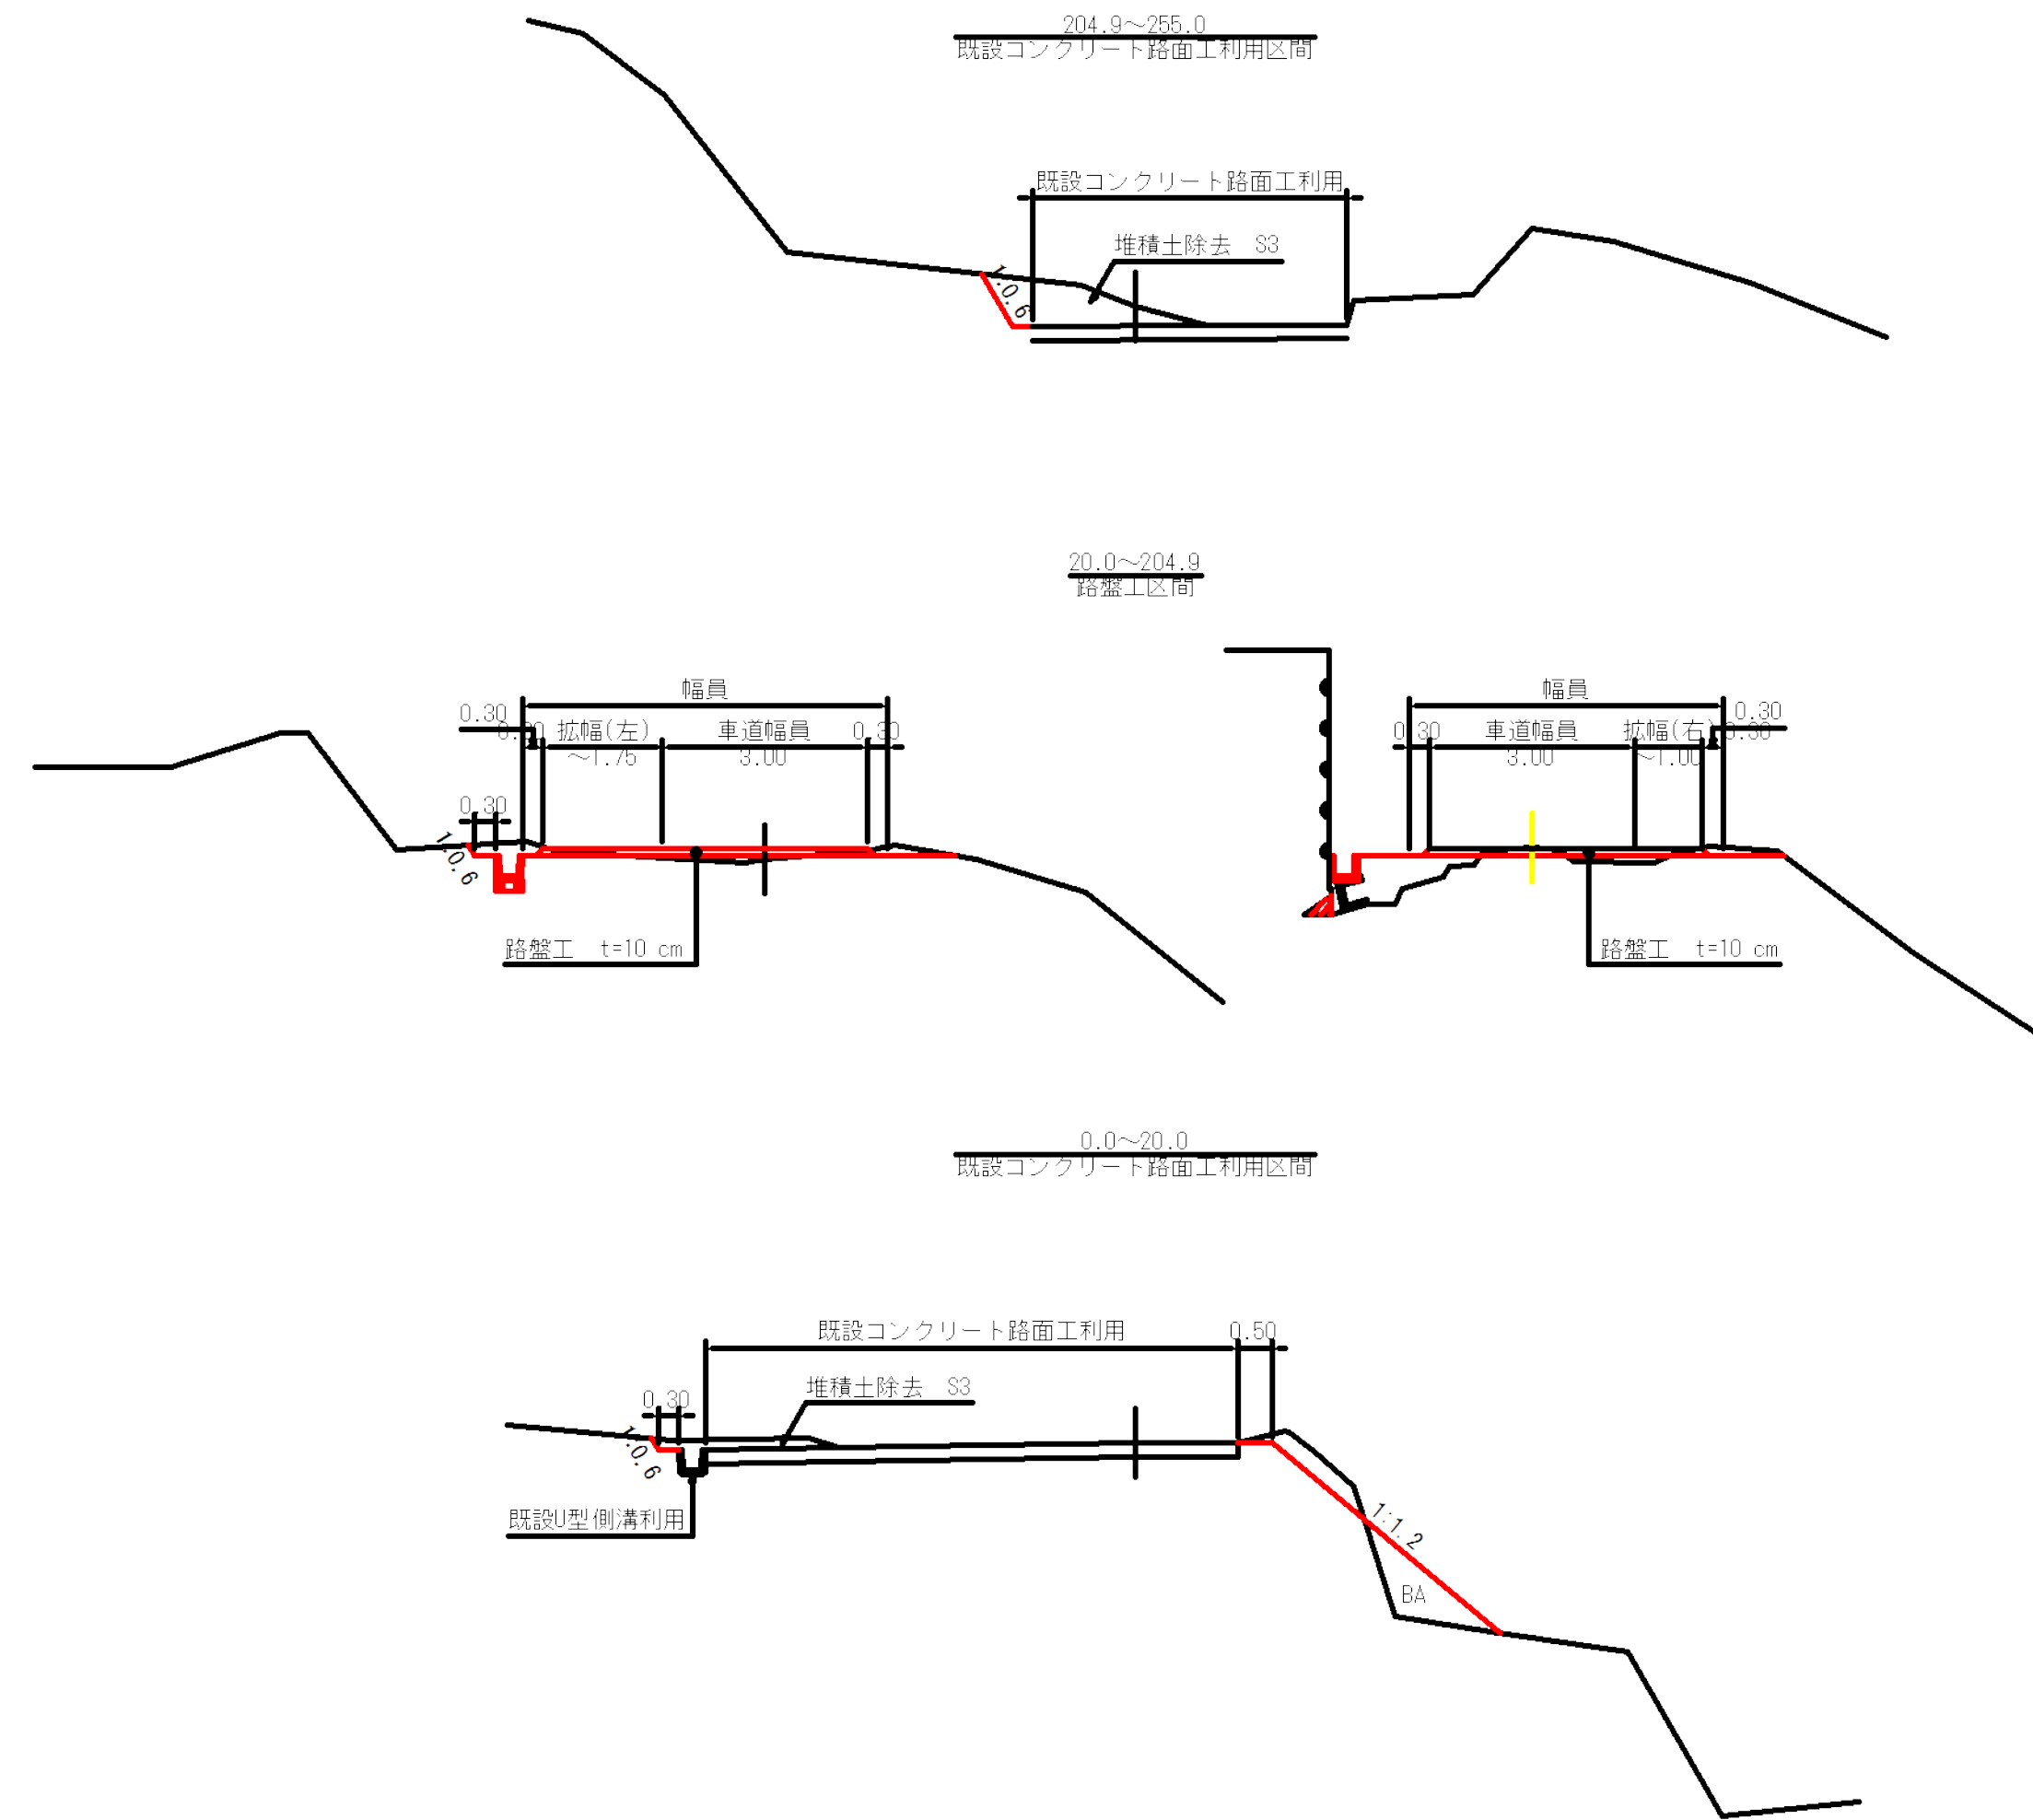 204.9～255.0
既設コンクリート路面工利用区間
既設コンクリート路面工利用
堆積土除去　S3
1:0.6
20.0～204.9
路盤工区間
幅員
0.30
0.30
拡幅(左)
～1.75
車道幅員
3.00
0.30
0.30
1:0.6
路盤工　t=10 cm
幅員
0.30
0.30
車道幅員
3.00
拡幅(右)
～1.00
0.30
路盤工　t=10 cm
0.0～20.0
既設コンクリート路面工利用区間
既設コンクリート路面工利用
0.50
堆積土除去　S3
0.30
1:0.6
既設U型側溝利用
1:1.2
BA